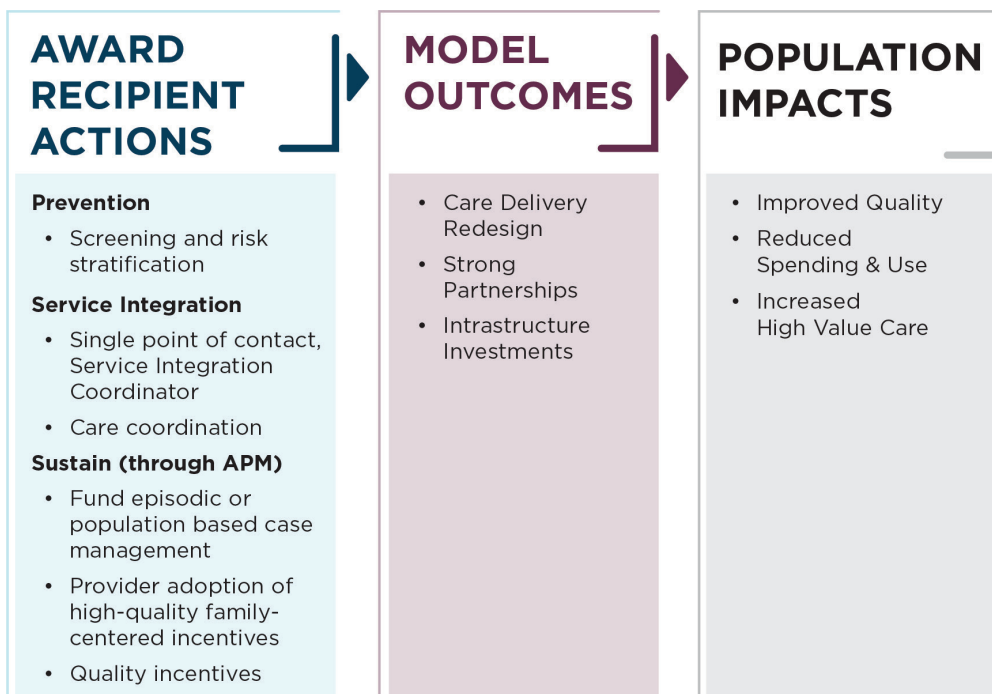 AWARD
RECIPIENT
ACTIONS
Prevention
• Screening and risk
stratification
Service Integration
• Single point of contact,
Service Integration
Coordinator
• Care coordination
Sustain (through APM)
• Fund episodic or
population based case
management
• Provider adoption of
high-quality family-
centered incentives
• Quality incentives
MODEL
OUTCOMES
• Care Delivery
Redesign
• Strong
Partnerships
• Intrastructure
Investments
POPULATION
IMPACTS
• Improved Quality
• Reduced
Spending & Use
• Increased
High Value Care